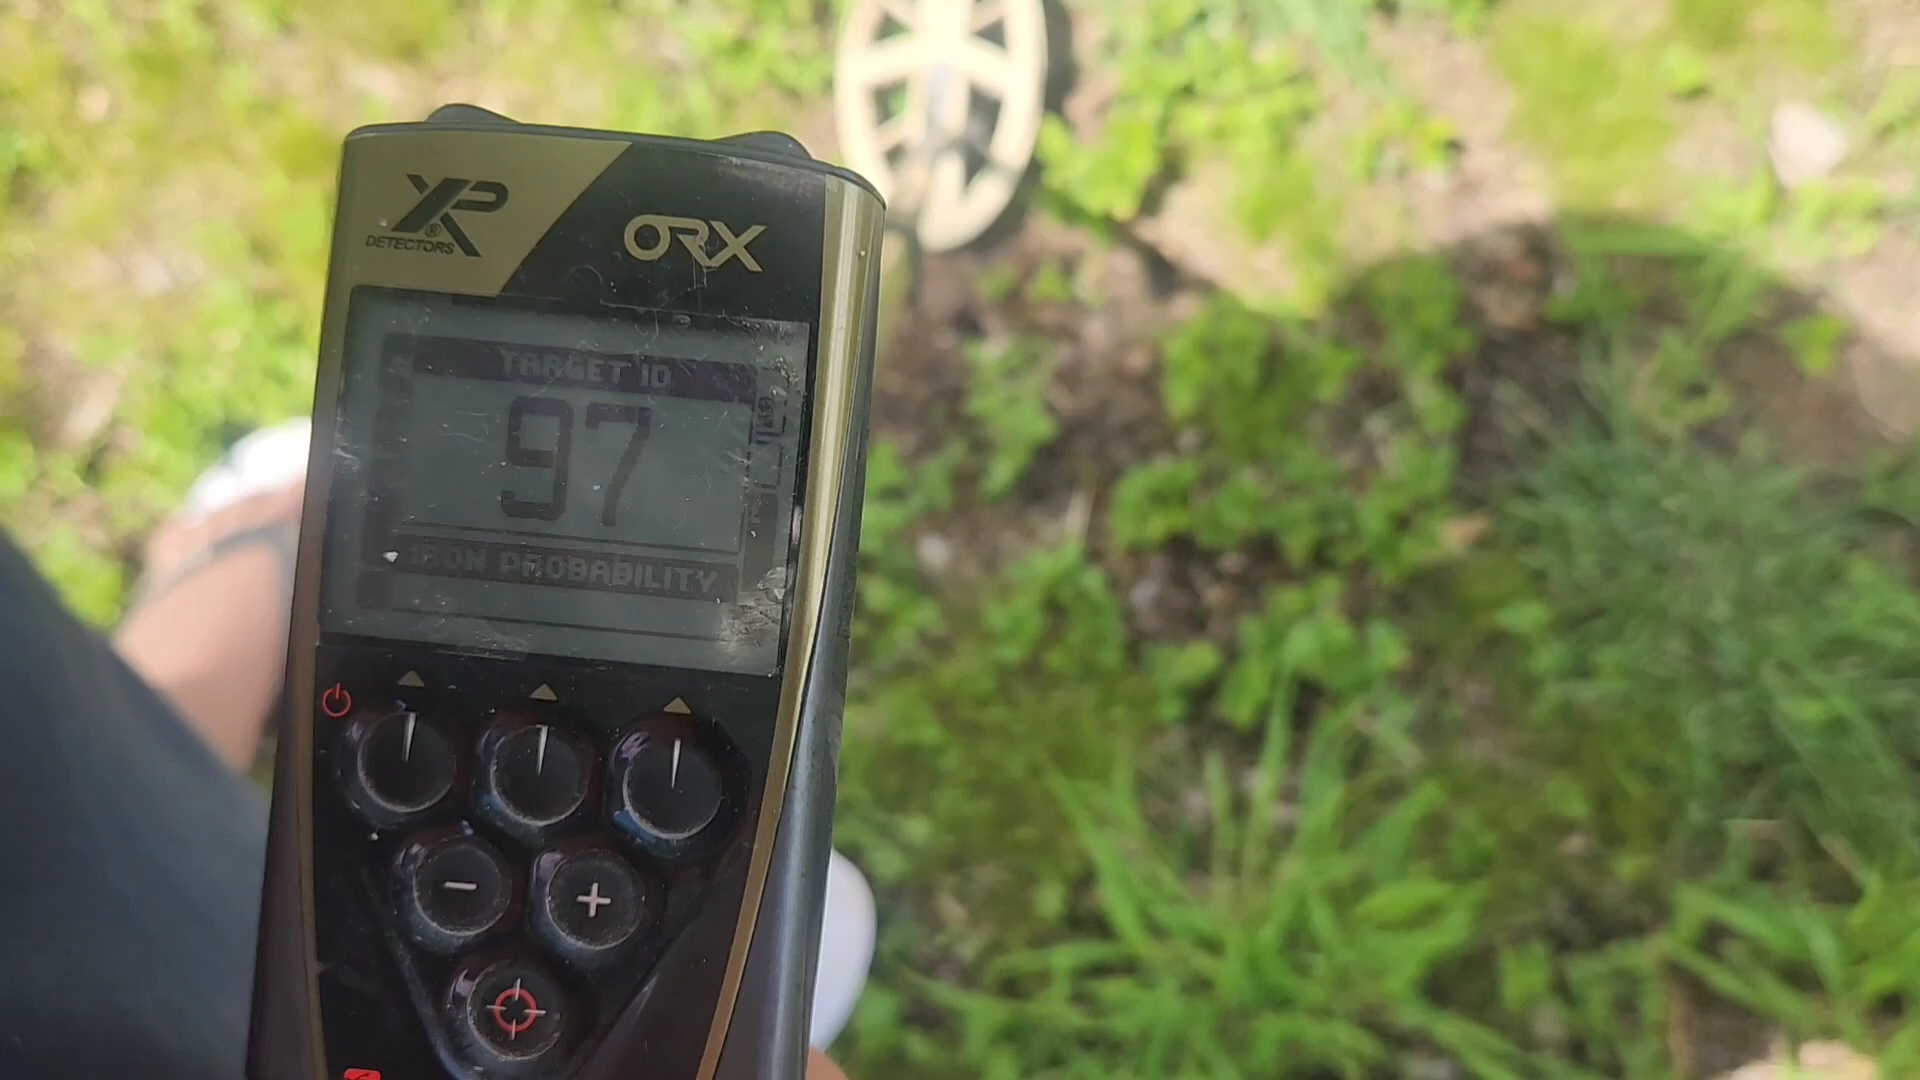 XP®
DETECTORS
ORX
TARGET ID
97
IRON PROBABILITY
− +